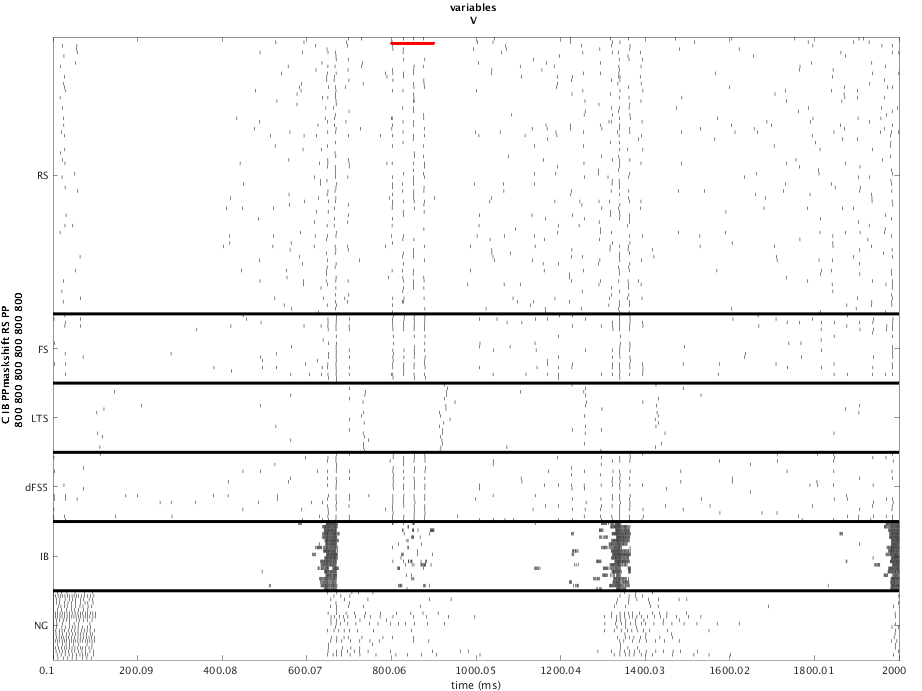 variables
V
RS
FS
LTS
dFS5
IB
NG
C IB PPmaskshift RS PP
800 800 800 800 800 800
0.1 200.09 400.08 600.07 800.06 1000.05 1200.04 1400.03 1600.02 1800.01 2000
time (ms)